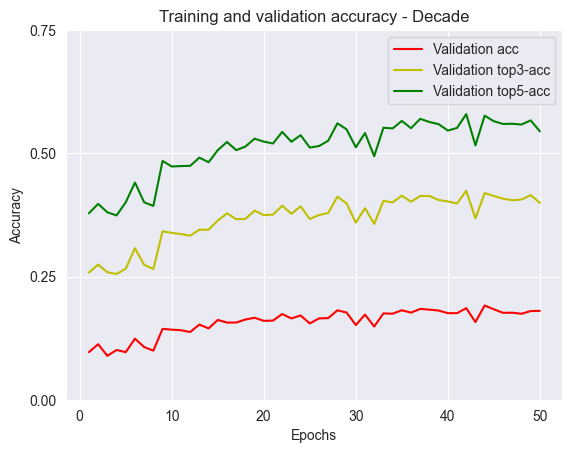 Training and validation accuracy - Decade
0.75
0.50
0.25
0.00
Accuracy
Validation acc
Validation top3-acc
Validation top5-acc
0 10 20 30 40 50
Epochs